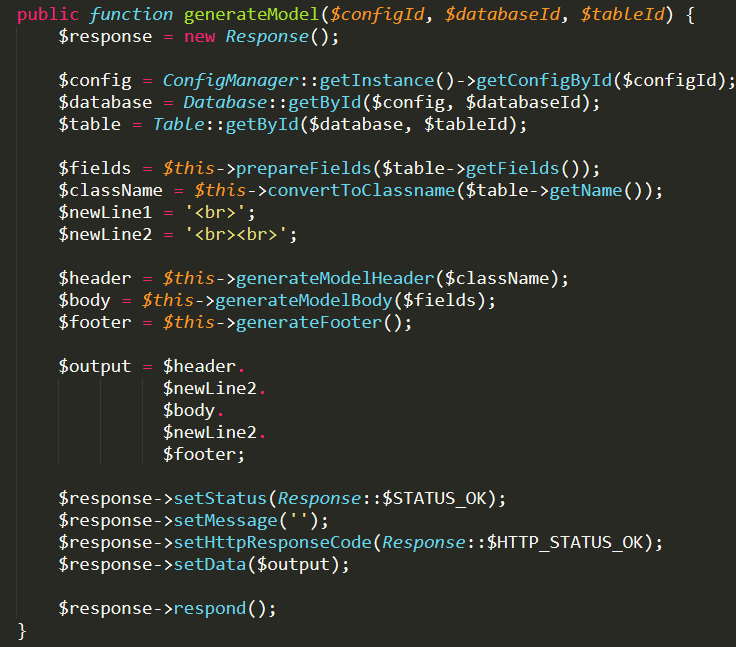 public function generateModel($configId, $databaseId, $tableId) {
    $response = new Response();

    $config = ConfigManager::getInstance()->getConfigById($configId);
    $database = Database::getById($config, $databaseId);
    $table = Table::getById($database, $tableId);

    $fields = $this->prepareFields($table->getFields());
    $className = $this->convertToClassname($table->getName());
    $newLine1 = '<br>';
    $newLine2 = '<br><br>';

    $header = $this->generateModelHeader($className);
    $body = $this->generateModelBody($fields);
    $footer = $this->generateFooter();

    $output = $header.
              $newLine2.
              $body.
              $newLine2.
              $footer;

    $response->setStatus(Response::$STATUS_OK);
    $response->setMessage('');
    $response->setHttpResponseCode(Response::$HTTP_STATUS_OK);
    $response->setData($output);

    $response->respond();
}